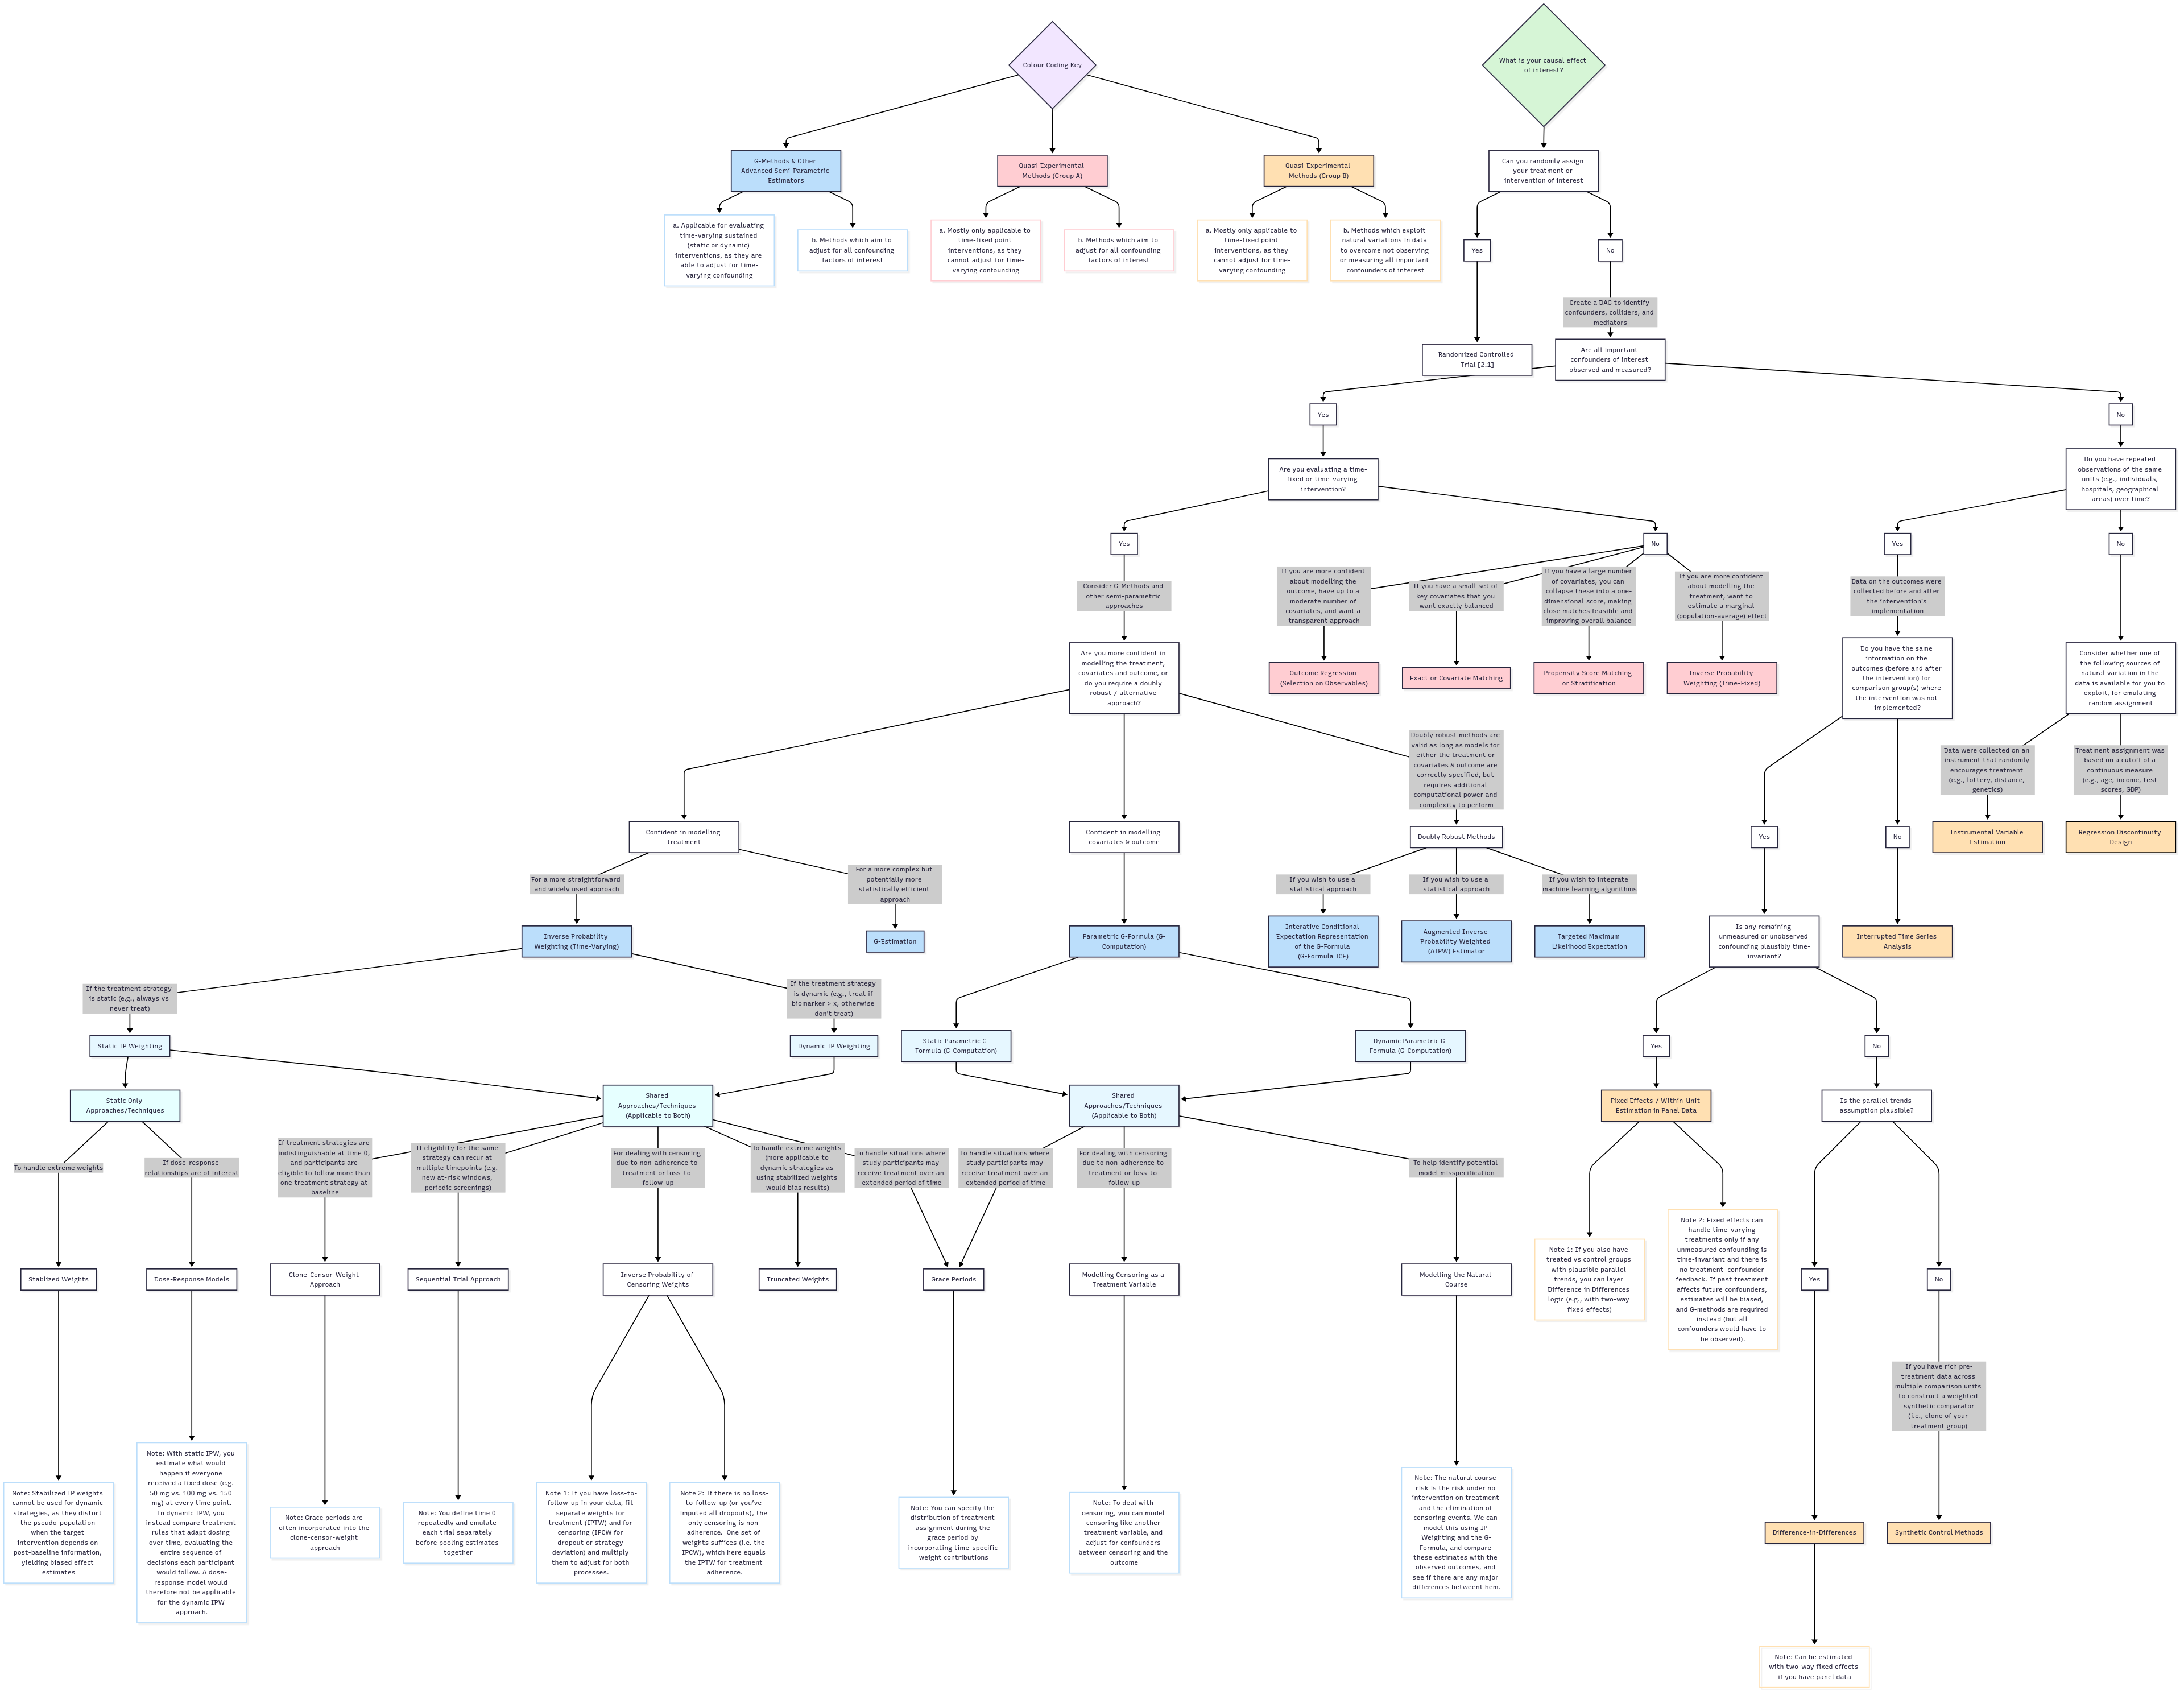 Colour Coding Key
What is your causal effect
of interest?
G-Methods & Other
Advanced Semi-Parametric
Estimators
Quasi-Experimental
Methods (Group A)
Quasi-Experimental
Methods (Group B)
Can you randomly assign
your treatment or
intervention of interest
a. Applicable for evaluating
time-varying sustained
(static or dynamic)
interventions, as they are
able to adjust for time-
varying confounding
b. Methods which aim to
adjust for all confounding
factors of interest
a. Mostly only applicable to
time-fixed point
interventions, as they
cannot adjust for time-
varying confounding
b. Methods which aim to
adjust for all confounding
factors of interest
a. Mostly only applicable to
time-fixed point
interventions, as they
cannot adjust for time-
varying confounding
b. Methods which exploit
natural variations in data
to overcome not observing
or measuring all important
confounders of interest
Yes
No
Create a DAG to identify
confounders, colliders, and
mediators
Randomized Controlled
Trial [2.1]
Are all important
confounders of interest
observed and measured?
Yes
No
Are you evaluating a time-
fixed or time-varying
intervention?
Do you have repeated
observations of the same
units (e.g., individuals,
hospitals, geographical
areas) over time?
Yes
No
Yes
No
Consider G-Methods and
other semi-parametric
approaches
If you are more confident
about modelling the
outcome, have up to a
moderate number of
covariates, and want a
transparent approach
If you have a small set of
key covariates that you
want exactly balanced
If you have a large number
of covariates, you can
collapse these into a one-
dimensional score, making
close matches feasible and
improving overall balance
If you are more confident
about modelling the
treatment, want to
estimate a marginal
(population-average) effect
Data on the outcomes were
collected before and after
the intervention's
implementation
Are you more confident in
modelling the treatment,
covariates and outcome, or
do you require a doubly
robust / alternative
approach?
Outcome Regression
(Selection on Observables)
Exact or Covariate Matching
Propensity Score Matching
or Stratification
Inverse Probability
Weighting (Time-Fixed)
Do you have the same
information on the
outcomes (before and after
the intervention) for
comparison group(s) where
the intervention was not
implemented?
Consider whether one of
the following sources of
natural variation in the
data is available for you to
exploit, for emulating
random assignment
Doubly robust methods are
valid as long as models for
either the treatment or
covariates & outcome are
correctly specified, but
requires additional
computational power and
complexity to perform
Data were collected on an
instrument that randomly
encourages treatment
(e.g., lottery, distance,
genetics)
Treatment assignment was
based on a cutoff of a
continuous measure
(e.g., age, income, test
scores, GDP)
Confident in modelling
treatment
Confident in modelling
covariates & outcome
Doubly Robust Methods
Yes
No
Instrumental Variable
Estimation
Regression Discontinuity
Design
For a more straightforward
and widely used approach
For a more complex but
potentially more
statistically efficient
approach
If you wish to use a
statistical approach
If you wish to use a
statistical approach
If you wish to integrate
machine learning algorithms
Inverse Probability
Weighting (Time-Varying)
G-Estimation
Parametric G-Formula (G-
Computation)
Interative Conditional
Expectation Representation
of the G-Formula
(G-Formula ICE)
Augmented Inverse
Probability Weighted
(AIPW) Estimator
Targeted Maximum
Likelihood Expectation
Is any remaining
unmeasured or unobserved
confounding plausibly time-
invariant?
Interrupted Time Series
Analysis
If the treatment strategy
is static (e.g., always vs
never treat)
If the treatment strategy
is dynamic (e.g., treat if
biomarker > x, otherwise
don't treat)
Static IP Weighting
Dynamic IP Weighting
Static Parametric G-
Formula (G-Computation)
Dynamic Parametric G-
Formula (G-Computation)
Yes
No
Static Only
Approaches/Techniques
Shared
Approaches/Techniques
(Applicable to Both)
Shared
Approaches/Techniques
(Applicable to Both)
Fixed Effects / Within-Unit
Estimation in Panel Data
Is the parallel trends
assumption plausible?
To handle extreme weights
If dose-response
relationships are of interest
If treatment strategies are
indistinguishable at time 0,
and participants are
eligible to follow more than
one treatment strategy at
baseline
If eligiblity for the same
strategy can recur at
multiple timepoints (e.g.
new at-risk windows,
periodic screenings)
For dealing with censoring
due to non-adherence to
treatment or loss-to-
follow-up
To handle extreme weights
(more applicable to
dynamic strategies as
using stabilized weights
would bias results)
To handle situations where
study participants may
receive treatment over an
extended period of time
To handle situations where
study participants may
receive treatment over an
extended period of time
For dealing with censoring
due to non-adherence to
treatment or loss-to-
follow-up
To help identify potential
model misspecification
Stablized Weights
Dose-Response Models
Clone-Censor-Weight
Approach
Sequential Trial Approach
Inverse Probability of
Censoring Weights
Truncated Weights
Grace Periods
Modelling Censoring as a
Treatment Variable
Modelling the Natural
Course
Note 1: If you also have
treated vs control groups
with plausible parallel
trends, you can layer
Difference in Differences
logic (e.g., with two-way
fixed effects)
Note 2: Fixed effects can
handle time-varying
treatments only if any
unmeasured confounding is
time-invariant and there is
no treatment-confounder
feedback. If past treatment
affects future confounders,
estimates will be biased,
and G-methods are required
instead (but all
confounders would have to
be observed).
Yes
No
If you have rich pre-
treatment data across
multiple comparison units
to construct a weighted
synthetic comparator
(i.e., clone of your
treatment group)
Note: Stabilized IP weights
cannot be used for dynamic
strategies, as they distort
the pseudo-population
when the target
intervention depends on
post-baseline information,
yielding biased effect
estimates
Note: With static IPW, you
estimate what would
happen if everyone
received a fixed dose (e.g.
50 mg vs. 100 mg vs. 150
mg) at every time point.
In dynamic IPW, you
instead compare treatment
rules that adapt dosing
over time, evaluating the
entire sequence of
decisions each participant
would follow. A dose-
response model would
therefore not be applicable
for the dynamic IPW
approach.
Note: Grace periods are
often incorporated into the
clone-censor-weight
approach
Note: You define time 0
repeatedly and emulate
each trial separately
before pooling estimates
together
Note 1: If you have loss-to-
follow-up in your data, fit
separate weights for
treatment (IPTW) and for
censoring (IPCW for
dropout or strategy
deviation) and multiply
them to adjust for both
processes.
Note 2: If there is no loss-
to-follow-up (or you've
imputed all dropouts), the
only censoring is non-
adherence. One set of
weights suffices (i.e. the
IPCW), which here equals
the IPTW for treatment
adherence.
Note: You can specify the
distribution of treatment
assignment during the
grace period by
incorporating time-specific
weight contributions
Note: To deal with
censoring, you can model
censoring like another
treatment variable, and
adjust for confounders
between censoring and the
outcome
Note: The natural course
risk is the risk under no
intervention on treatment
and the elimination of
censoring events. We can
model this using IP
Weighting and the G-
Formula, and compare
these estimates with the
observed outcomes, and
see if there are any major
differences betweent hem.
Difference-in-Differences
Synthetic Control Methods
Note: Can be estimated
with two-way fixed effects
if you have panel data